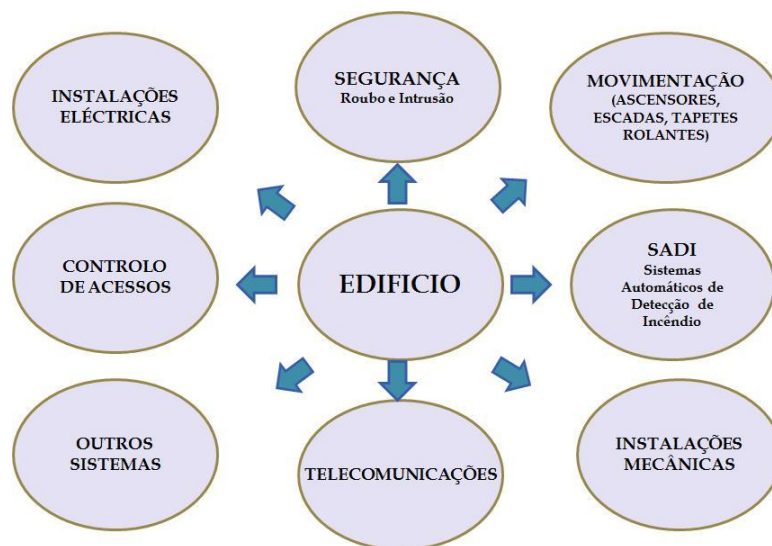 INSTALAÇÕES
ELÉCTRICAS
SEGURANÇA
Roubo e Intrusão
MOVIMENTAÇÃO
(ASCENSORES,
ESCADAS, TAPETES
ROLANTES)
CONTROLO
DE ACESSOS
EDIFICIO
SADI
Sistemas
Automáticos de
Detecção de
Incêndio
OUTROS
SISTEMAS
TELECOMUNICAÇÕES
INSTALAÇÕES
MECÂNICAS